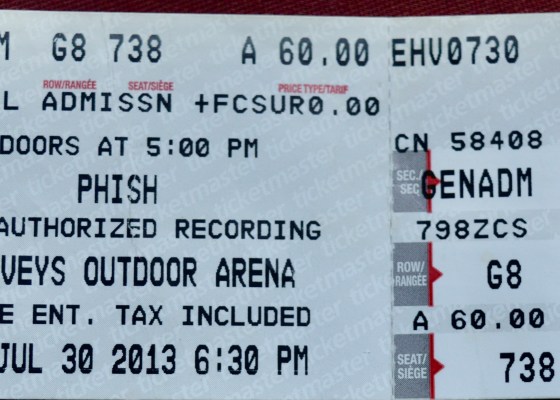 M G8 738 A 60.00 EHV0730
ROW/RANGÉE SEAT/SIÈGE PRICE TYPE/TARIF
L ADMISSN +FCSUR0.00
DOORS AT 5:00 PM CN 58408
PHISH SEC./SEC GENADM
AUTHORIZED RECORDING 798ZCS
VEYS OUTDOOR ARENA ROW/RANGÉE G8
E ENT. TAX INCLUDED A 60.00
JUL 30 2013 6:30 PM SEAT/SIÈGE 738